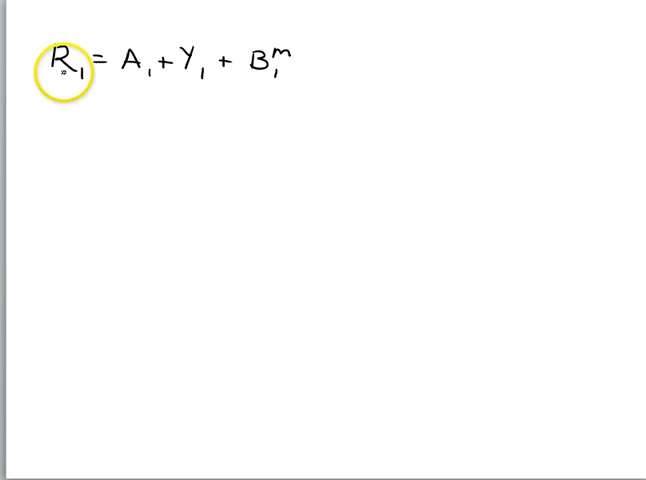 R₁ = A₁ + Y₁ + B₁ᵐ